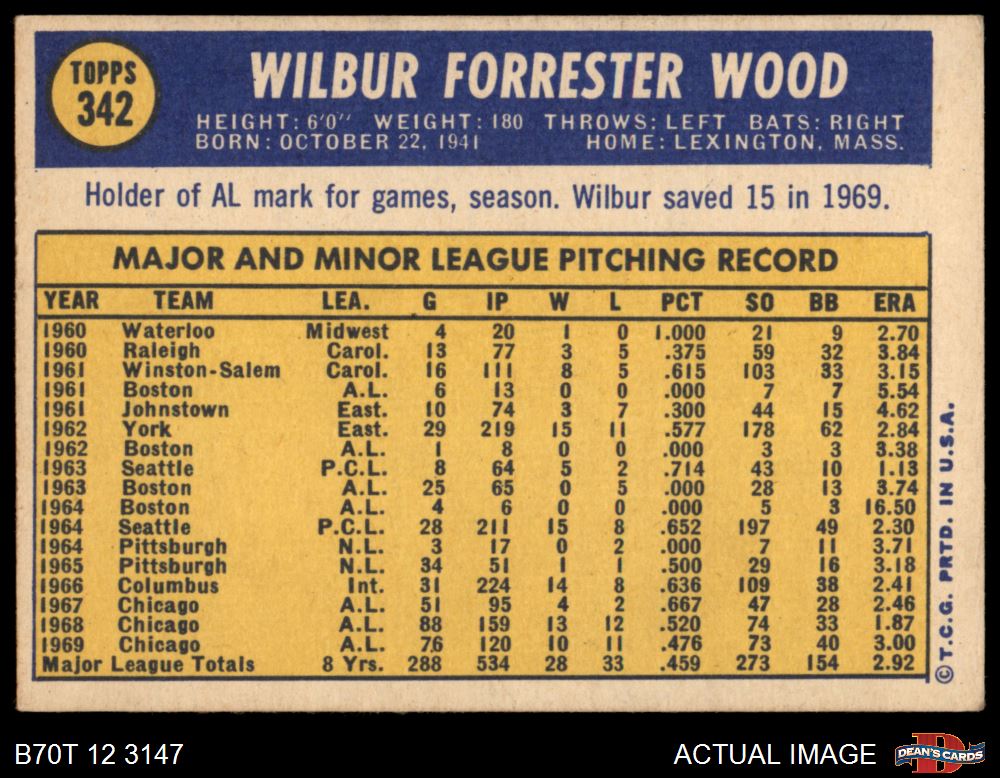 TOPPS
342
WILBUR FORRESTER WOOD
HEIGHT: 6'0" WEIGHT: 180 THROWS: LEFT BATS: RIGHT
BORN: OCTOBER 22, 1941 HOME: LEXINGTON, MASS.
Holder of AL mark for games, season. Wilbur saved 15 in 1969.
MAJOR AND MINOR LEAGUE PITCHING RECORD
YEAR TEAM LEA. G IP W L PCT SO BB ERA
1960 Waterloo Midwest 4 20 1 0 1.000 21 9 2.70
1960 Raleigh Carol. 13 77 3 5 .375 59 32 3.84
1961 Winston-Salem Carol. 16 111 8 5 .615 103 33 3.15
1961 Boston A.L. 6 13 0 0 .000 7 7 5.54
1961 Johnstown East. 10 74 3 7 .300 44 15 4.62
1962 York East. 29 219 15 11 .577 178 62 2.84
1962 Boston A.L. 1 8 0 0 .000 3 3 3.38
1963 Seattle P.C.L. 8 64 5 2 .714 43 10 1.13
1963 Boston A.L. 25 65 0 5 .000 28 13 3.74
1964 Boston A.L. 4 6 0 0 .000 5 3 16.50
1964 Seattle P.C.L. 28 211 15 8 .652 197 49 2.30
1964 Pittsburgh N.L. 3 17 0 2 .000 7 11 3.71
1965 Pittsburgh N.L. 34 51 1 1 .500 29 16 3.18
1966 Columbus Int. 31 224 14 8 .636 109 38 2.41
1967 Chicago A.L. 51 95 4 2 .667 47 28 2.46
1968 Chicago A.L. 88 159 13 12 .520 74 33 1.87
1969 Chicago A.L. 76 120 10 11 .476 73 40 3.00
Major League Totals 8 Yrs. 288 534 28 33 .459 273 154 2.92
© T.C.G. PRTD. IN U.S.A.
B70T 12 3147
ACTUAL IMAGE
DEAN'S CARDS